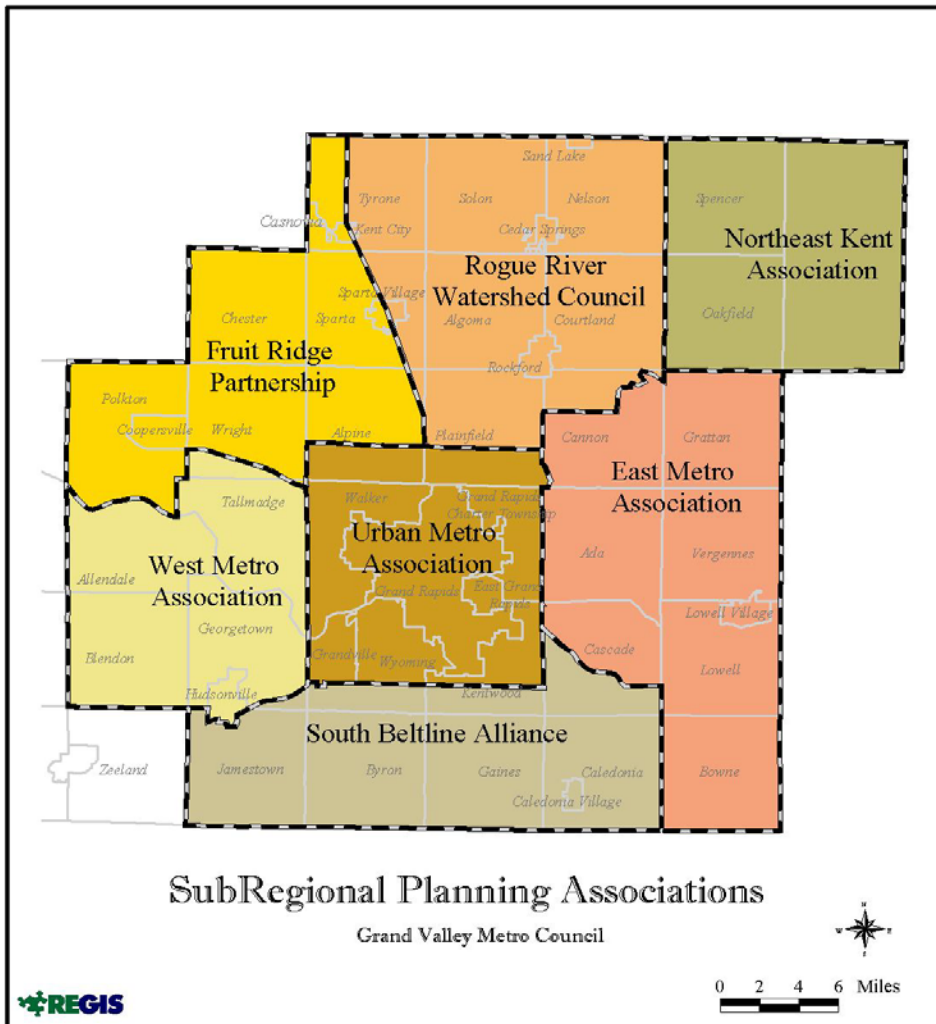 Sand Lake
Tyrone
Solon
Nelson
Spencer
Casnovia
Kent City
Cedar Springs
Northeast Kent
Association
Rogue River
Watershed Council
Sparta Village
Chester
Sparta
Algoma
Courtland
Oakfield
Fruit Ridge
Partnership
Rockford
Polkton
Coopersville
Wright
Alpine
Plainfield
Cannon
Grattan
East Metro
Association
Tallmadge
Walker
Grand Rapids
Charter Township
Urban Metro
Association
West Metro
Association
Ada
Vergennes
Allendale
Grand Rapids
East Grand
Rapids
Lowell Village
Georgetown
Blendon
Grandville
Wyoming
Cascade
Lowell
Hudsonville
Kentwood
South Beltline Alliance
Zeeland
Jamestown
Byron
Gaines
Caledonia
Bowne
Caledonia Village
SubRegional Planning Associations
Grand Valley Metro Council
N
W
E
S
0 2 4 6 Miles
REGIS